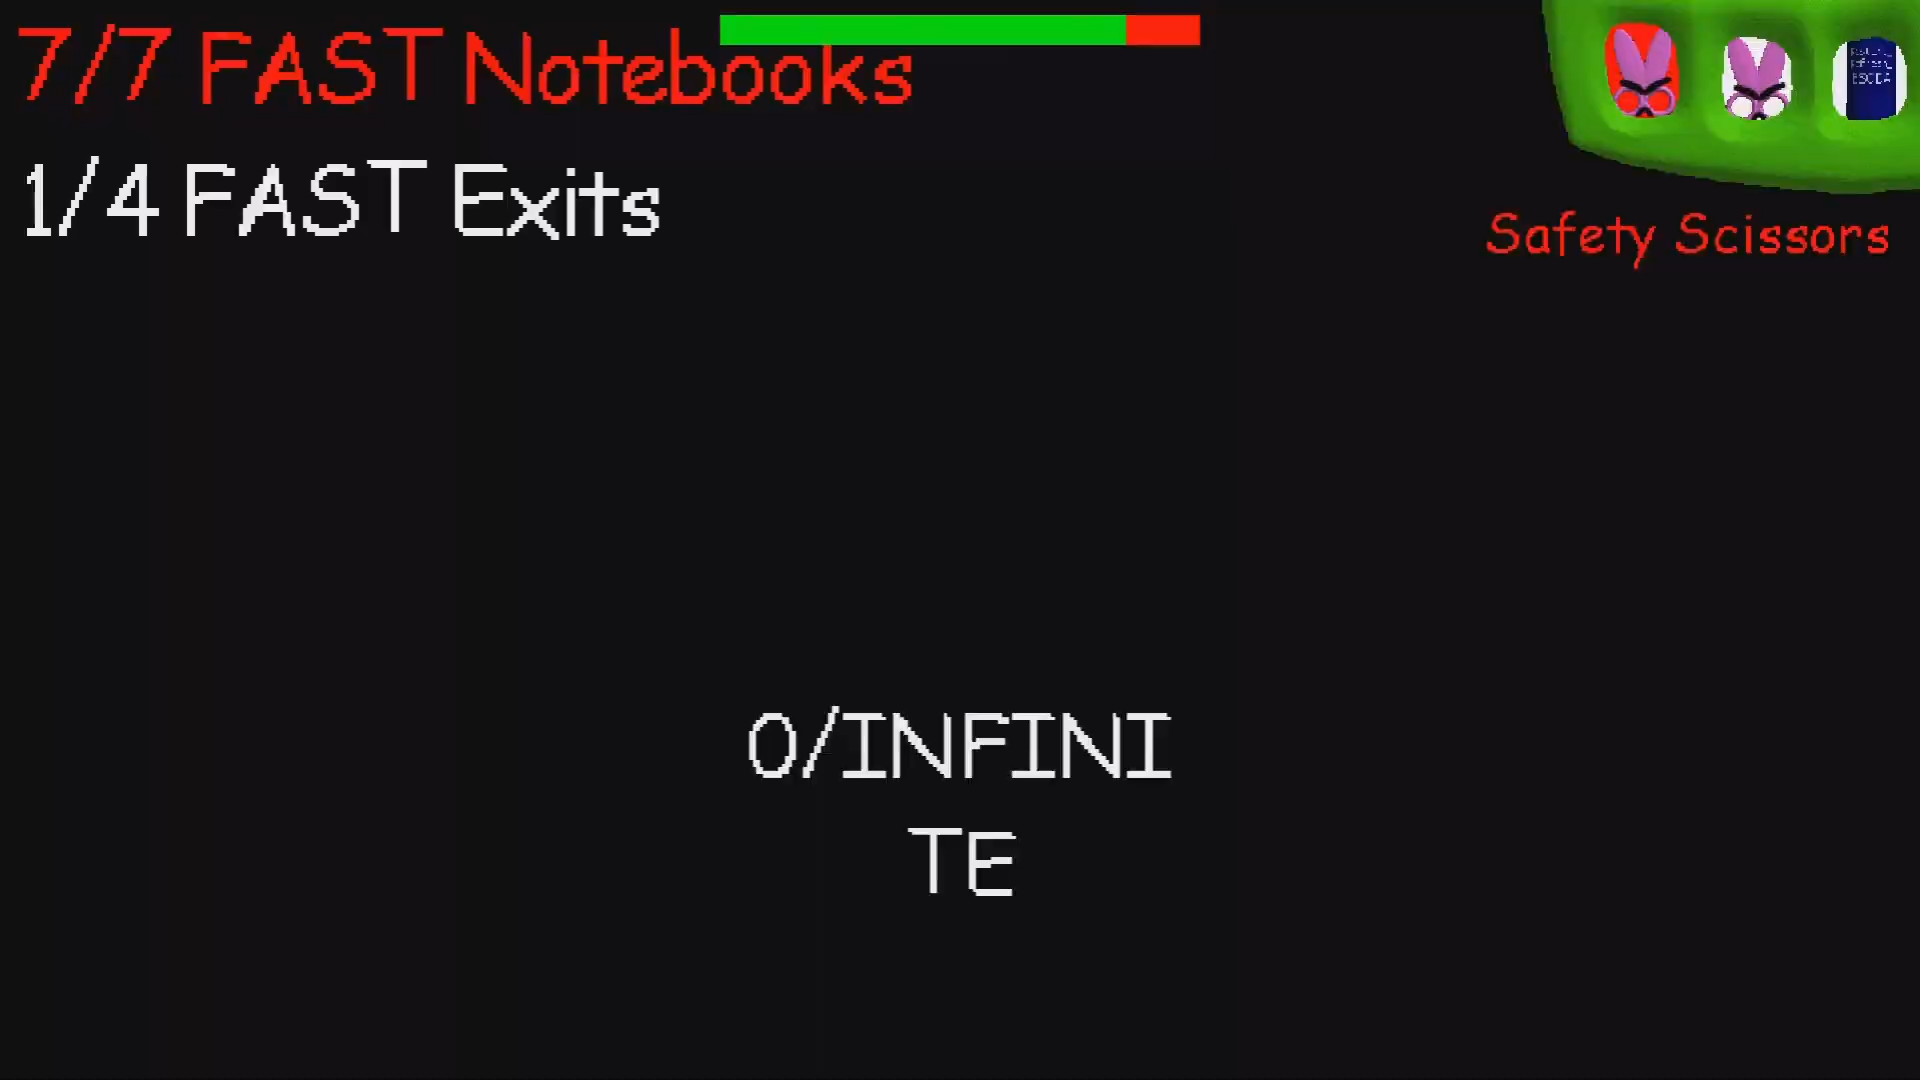 7/7 FAST Notebooks
1/4 FAST Exits
Safety Scissors
0/INFINI
TE